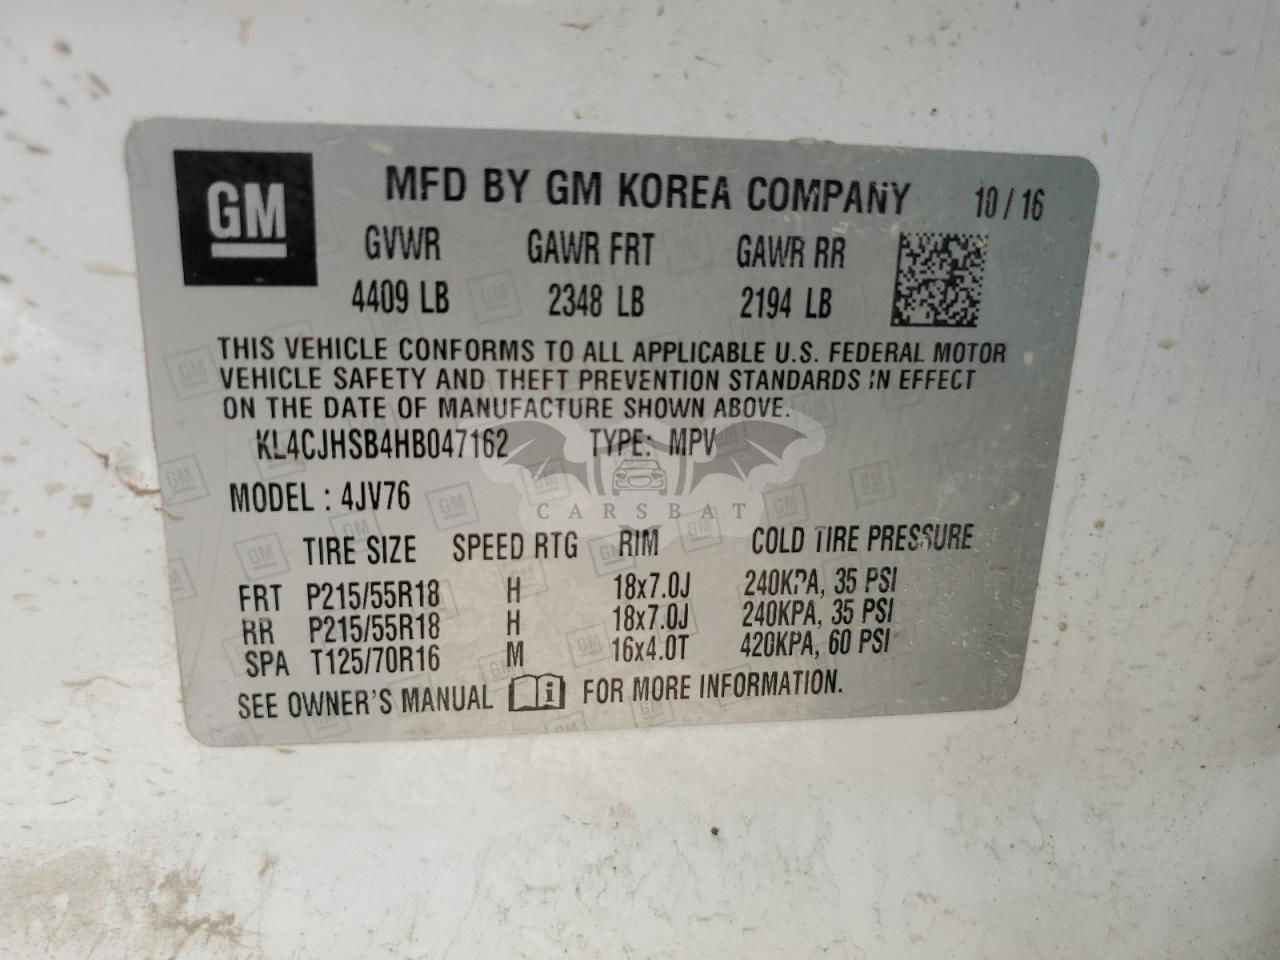 GM
MFD BY GM KOREA COMPANY 10 / 16
GVWR GAWR FRT GAWR RR
4409 LB 2348 LB 2194 LB
THIS VEHICLE CONFORMS TO ALL APPLICABLE U.S. FEDERAL MOTOR
VEHICLE SAFETY AND THEFT PREVENTION STANDARDS IN EFFECT
ON THE DATE OF MANUFACTURE SHOWN ABOVE.
KL4CJHSB4HB047162 TYPE: MPV
MODEL : 4JV76
CARSBAT
TIRE SIZE SPEED RTG RIM COLD TIRE PRESSURE
FRT P215/55R18 H 18x7.0J 240KPA, 35 PSI
RR P215/55R18 H 18x7.0J 240KPA, 35 PSI
SPA T125/70R16 M 16x4.0T 420KPA, 60 PSI
SEE OWNER'S MANUAL i FOR MORE INFORMATION.